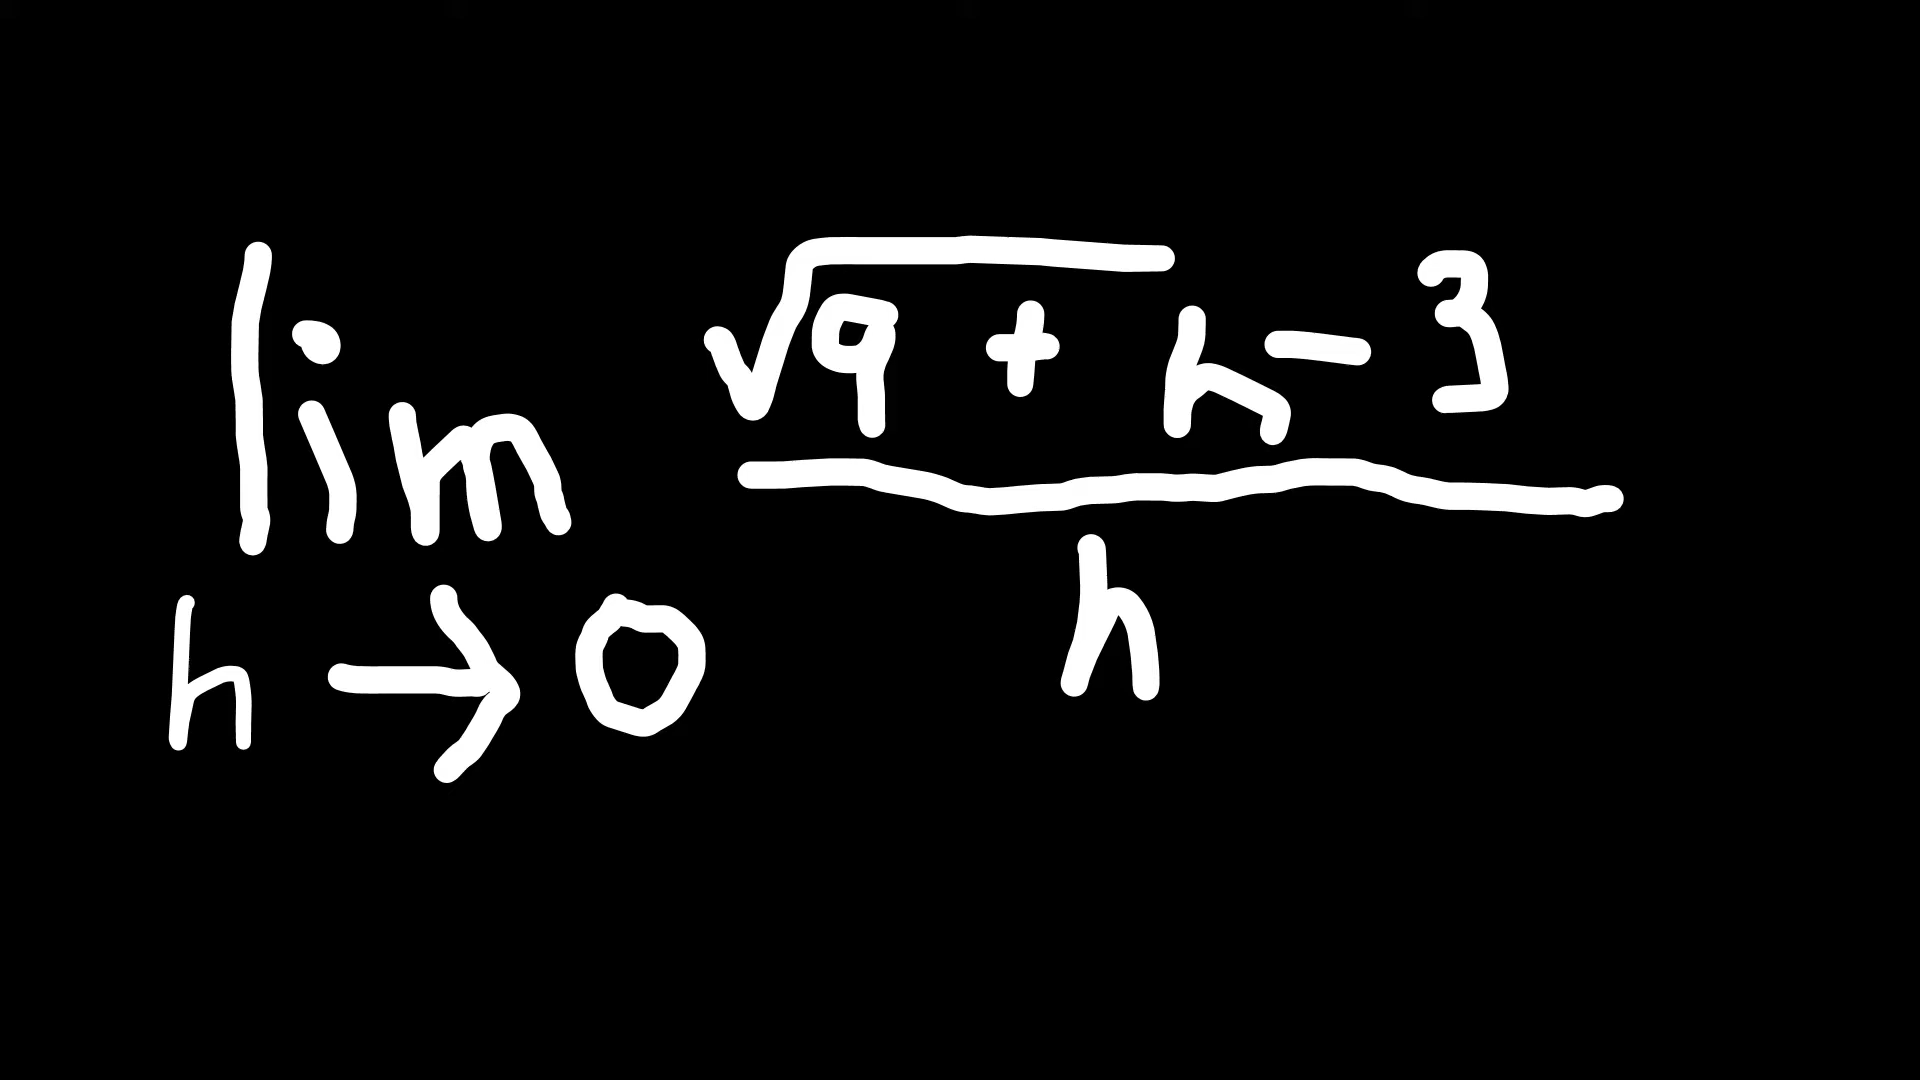 lim √9 + h - 3
h → 0 h